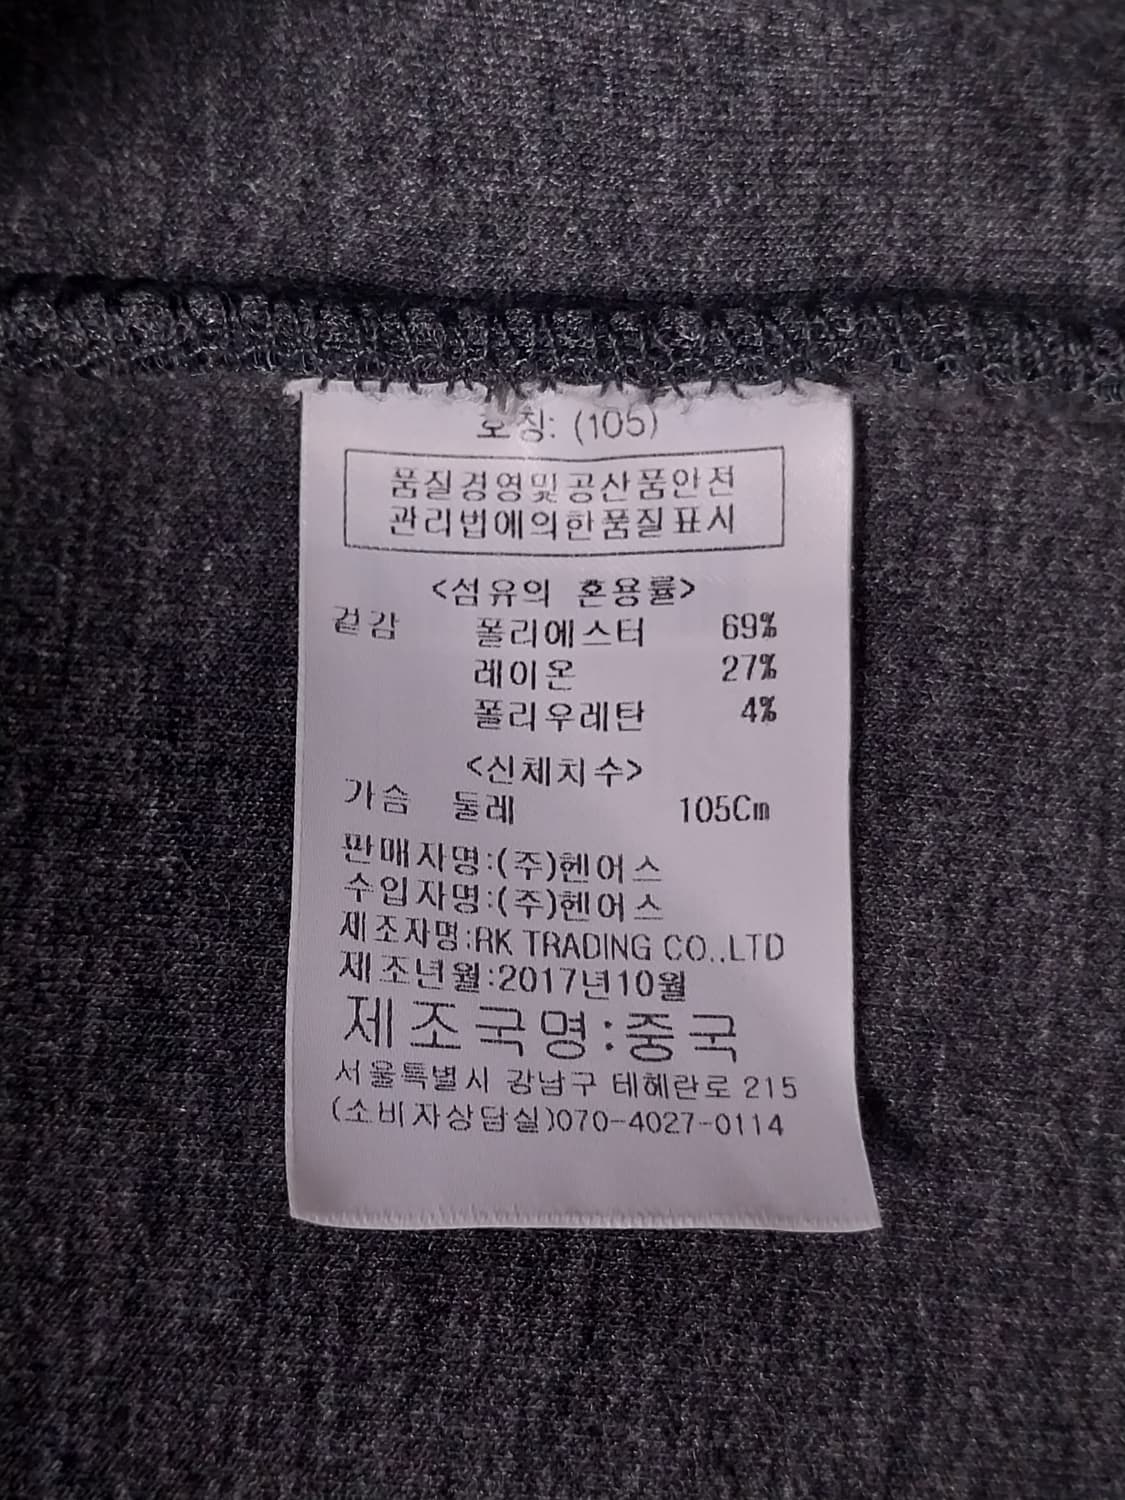 호칭: (105)
품질경영및공산품안전
관리법에의한품질표시
<섬유의 혼용률>
겉감 폴리에스터 69%
레이온 27%
폴리우레탄 4%
<신체치수>
가슴 둘레 105Cm
판매자명:(주)헨어스
수입자명:(주)헨어스
제조자명:RK TRADING CO.,LTD
제조년월:2017년10월
제조국명:중국
서울특별시 강남구 테헤란로 215
(소비자상담실)070-4027-0114